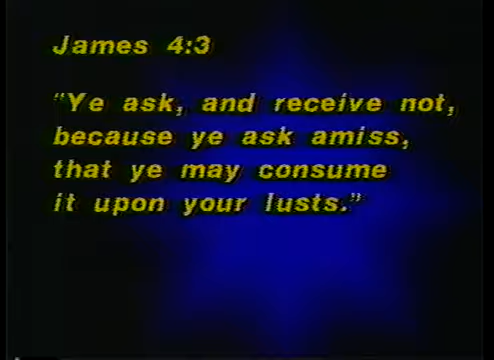 James 4:3
"Ye ask, and receive not,
because ye ask amiss,
that ye may consume
it upon your lusts."